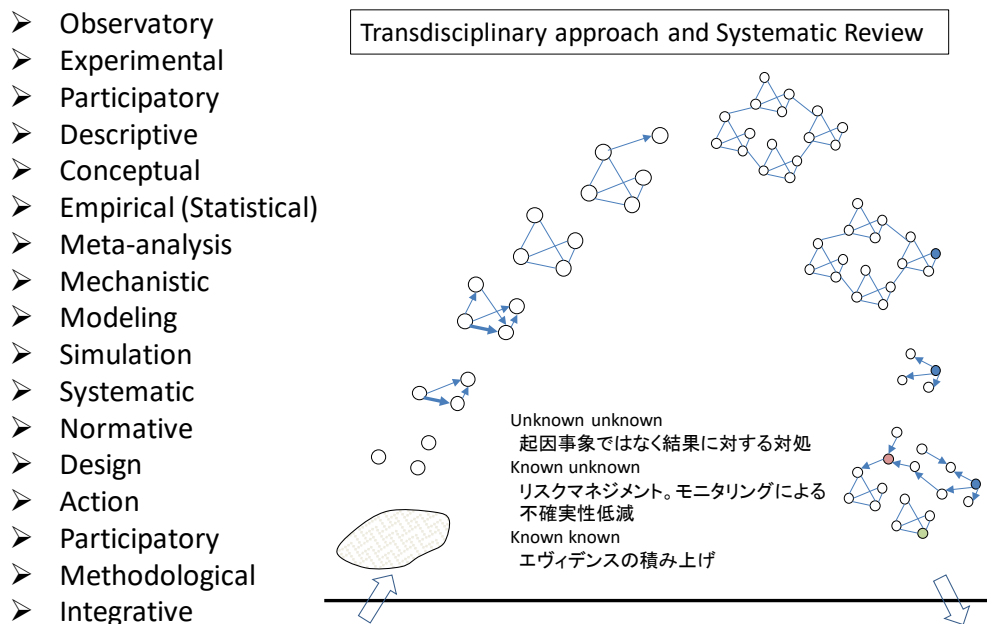 Transdisciplinary approach and Systematic Review
➢ Observatory
➢ Experimental
➢ Participatory
➢ Descriptive
➢ Conceptual
➢ Empirical (Statistical)
➢ Meta-analysis
➢ Mechanistic
➢ Modeling
➢ Simulation
➢ Systematic
➢ Normative
➢ Design
➢ Action
➢ Participatory
➢ Methodological
➢ Integrative
Unknown unknown
起因事象ではなく結果に対する対処
Known unknown
リスクマネジメント。モニタリングによる
不確実性低減
Known known
エヴィデンスの積み上げ